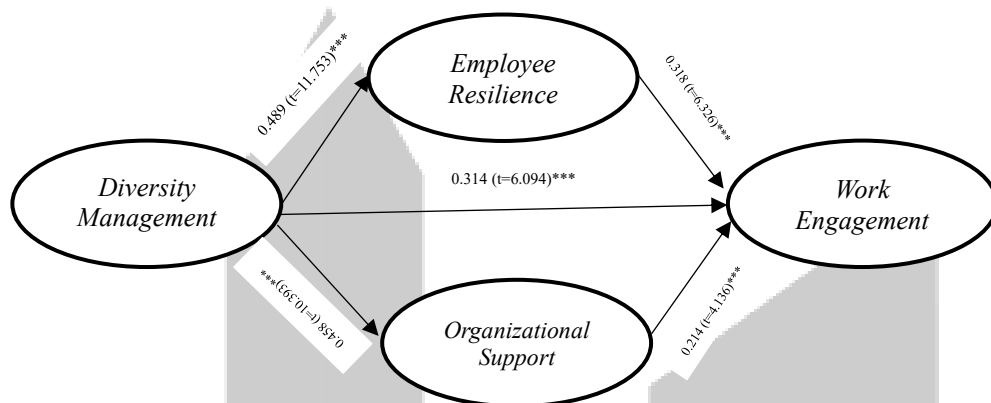 0.489 (t=11.753)***
Employee
Resilience
0.318 (t=6.326)***
Diversity
Management
0.314 (t=6.094)***
Work
Engagement
0.458 (t=10.393)***
Organizational
Support
0.214 (t=4.136)***